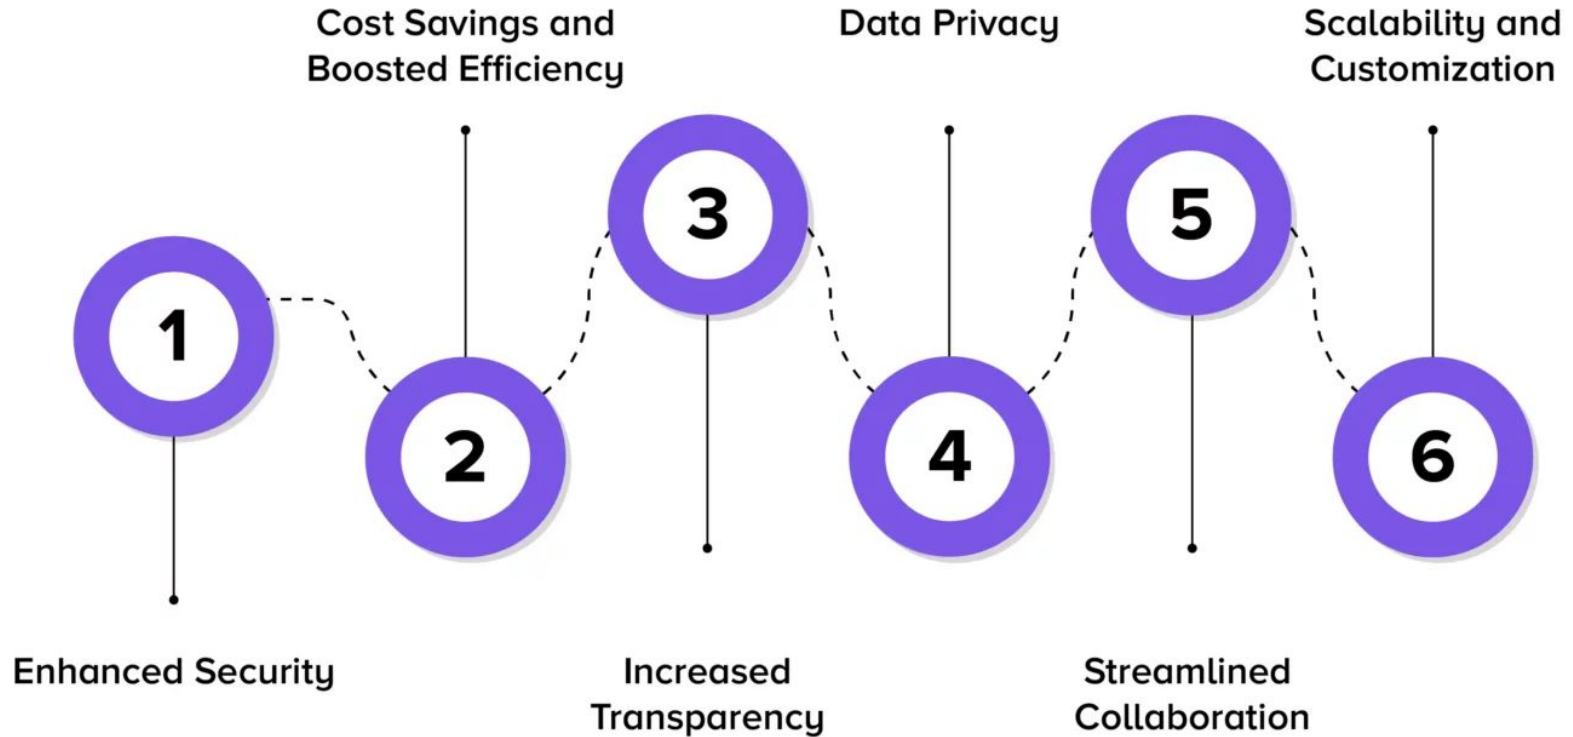 1
Enhanced Security
Cost Savings and
Boosted Efficiency
2
3
Increased
Transparency
Data Privacy
4
5
Streamlined
Collaboration
Scalability and
Customization
6